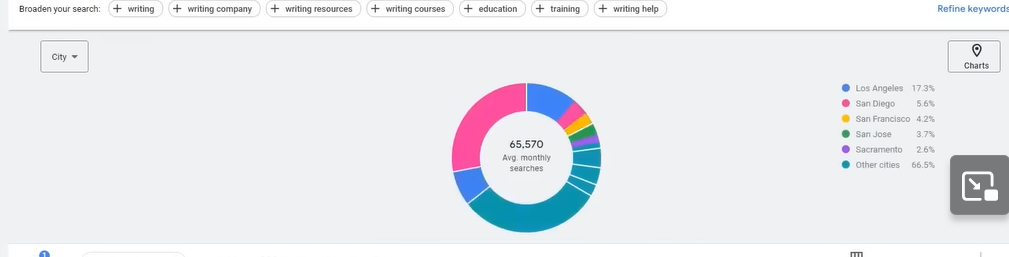 Broaden your search: + writing + writing company + writing resources + writing courses + education + training + writing help Refine keywords
City
Charts
65,570
Avg. monthly
searches
Los Angeles 17.3%
San Diego 5.6%
San Francisco 4.2%
San Jose 3.7%
Sacramento 2.6%
Other cities 66.5%
1